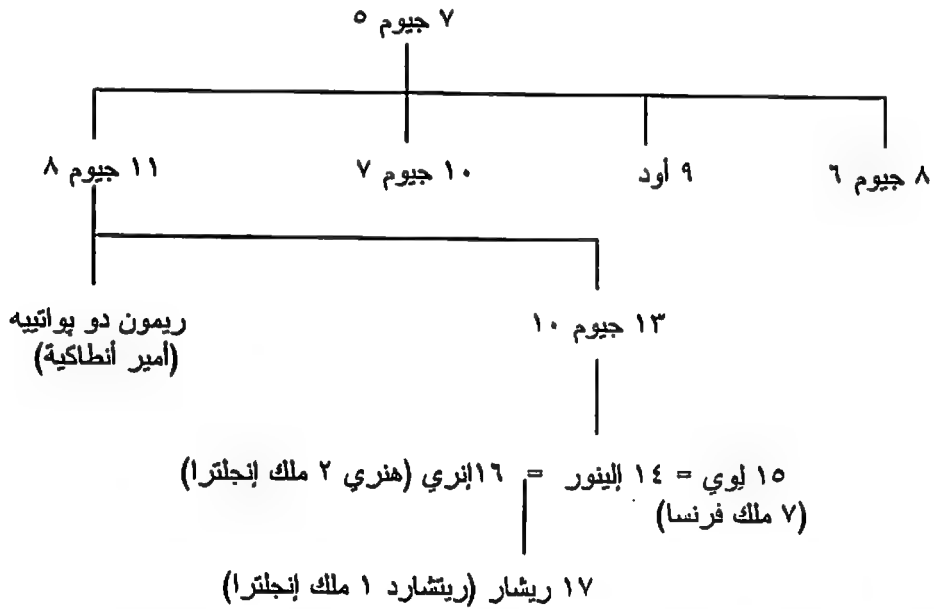 ٧ جيوم ٥
٨ جيوم ٦
٩ أود
١٠ جيوم ٧
١١ جيوم ٨
١٣ جيوم ١٠
ريمون دو بواتييه
(أمير أنطاكية)
١٥ لوي = ١٤ إلينور = ١٦إنري (هنري ٢ ملك إنجلترا)
(٧ ملك فرنسا)
١٧ ريشار (ريتشارد ١ ملك إنجلترا)